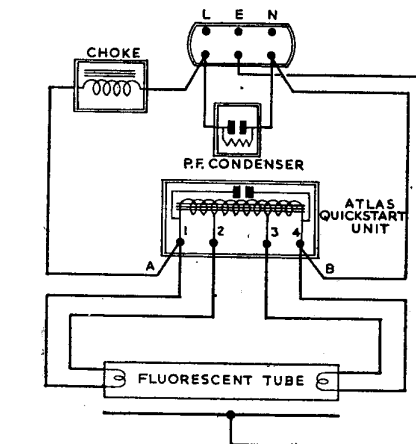 L E N
CHOKE
P.F. CONDENSER
ATLAS
QUICKSTART
UNIT
1 2 3 4
A B
FLUORESCENT TUBE